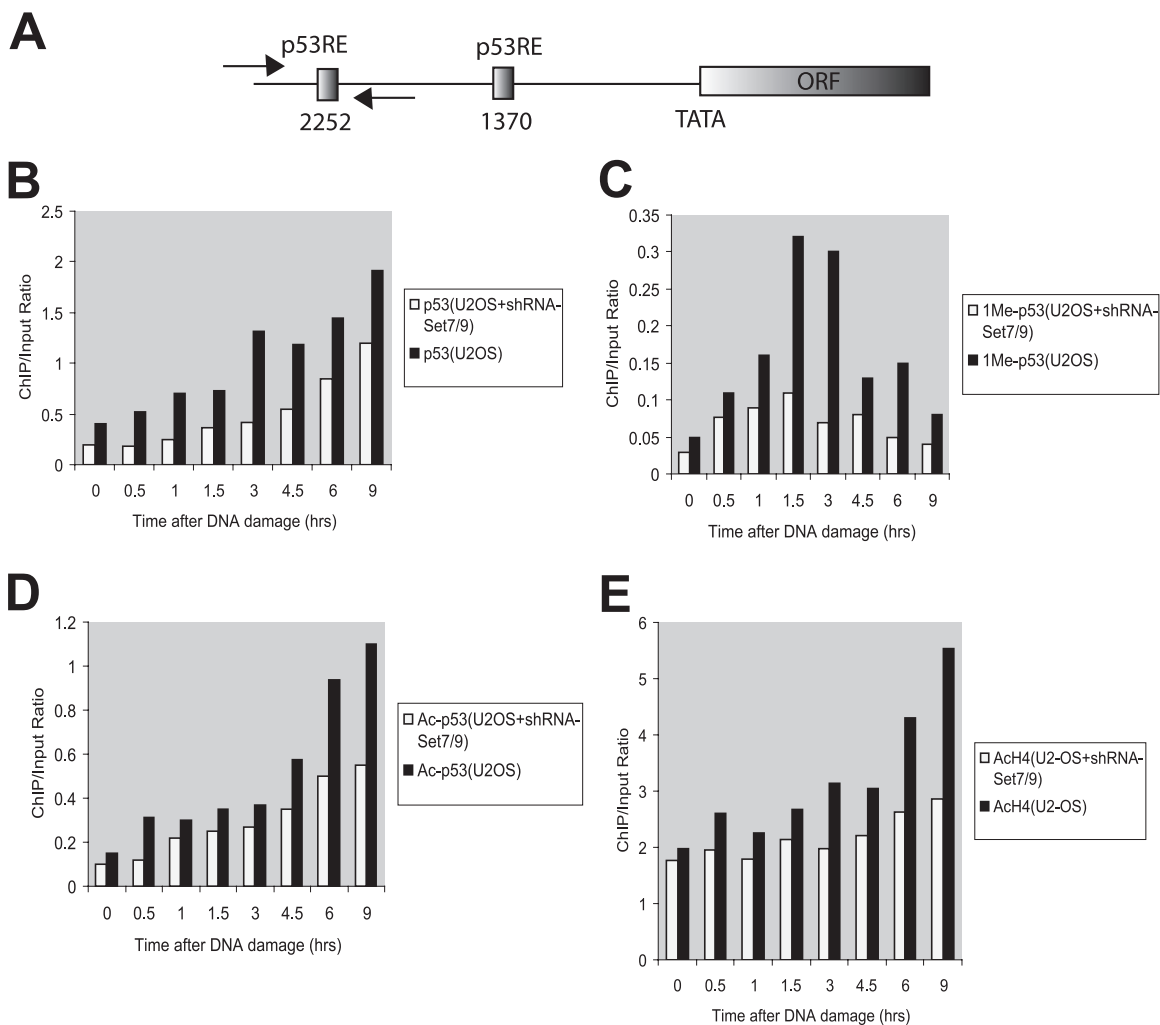 A
p53RE
p53RE
ORF
2252
1370
TATA
B
2.5
2
1.5
1
0.5
0
ChIP/Input Ratio
0 0.5 1 1.5 3 4.5 6 9
Time after DNA damage (hrs)
p53(U2OS+shRNA-
Set7/9)
p53(U2OS)
C
0.35
0.3
0.25
0.2
0.15
0.1
0.05
0
ChIP/Input Ratio
0 0.5 1 1.5 3 4.5 6 9
Time after DNA damage (hrs)
1Me-p53(U2OS+shRNA-
Set7/9)
1Me-p53(U2OS)
D
1.2
1
0.8
0.6
0.4
0.2
0
ChIP/Input Ratio
0 0.5 1 1.5 3 4.5 6 9
Time after DNA damage (hrs)
Ac-p53(U2OS+shRNA-
Set7/9)
Ac-p53(U2OS)
E
6
5
4
3
2
1
0
ChIP/Input Ratio
0 0.5 1 1.5 3 4.5 6 9
Time after DNA damage (hrs)
AcH4(U2-OS+shRNA-
Set7/9)
AcH4(U2-OS)